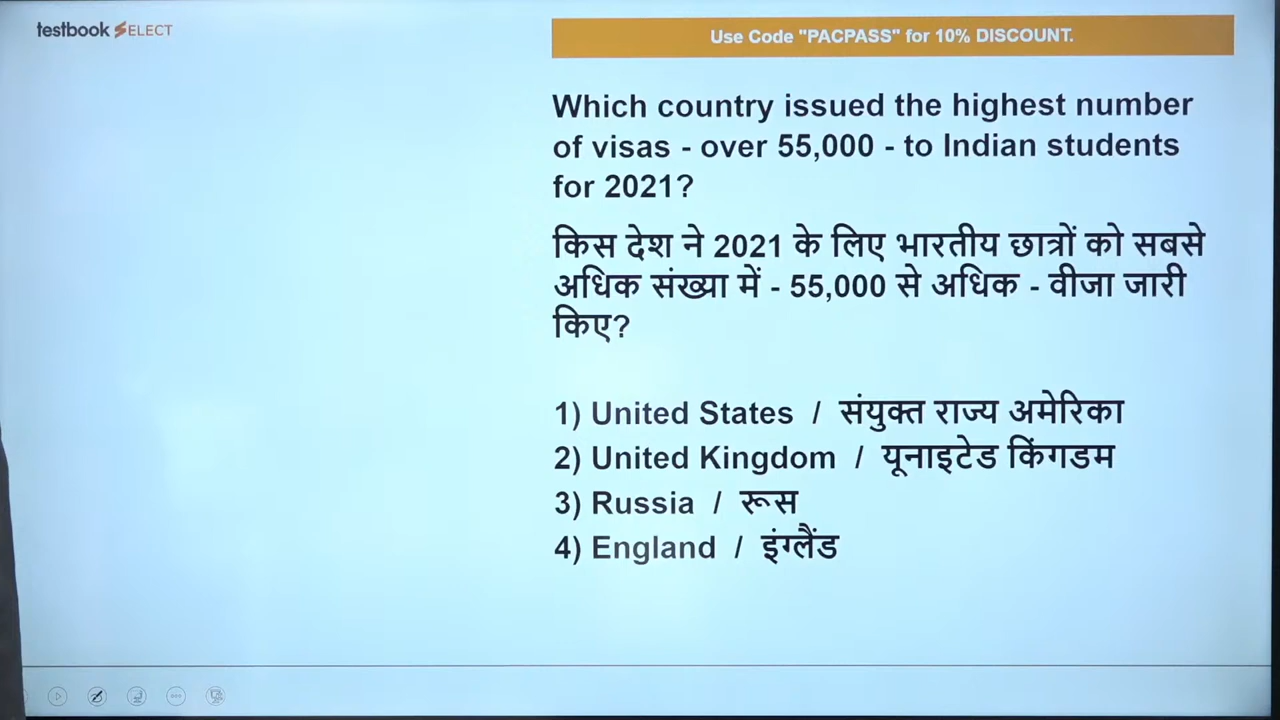 testbook SELECT
Use Code "PACPASS" for 10% DISCOUNT.
Which country issued the highest number
of visas - over 55,000 - to Indian students
for 2021?
किस देश ने 2021 के लिए भारतीय छात्रों को सबसे
अधिक संख्या में - 55,000 से अधिक - वीजा जारी
किए?
1) United States / संयुक्त राज्य अमेरिका
2) United Kingdom / यूनाइटेड किंगडम
3) Russia / रूस
4) England / इंग्लैंड